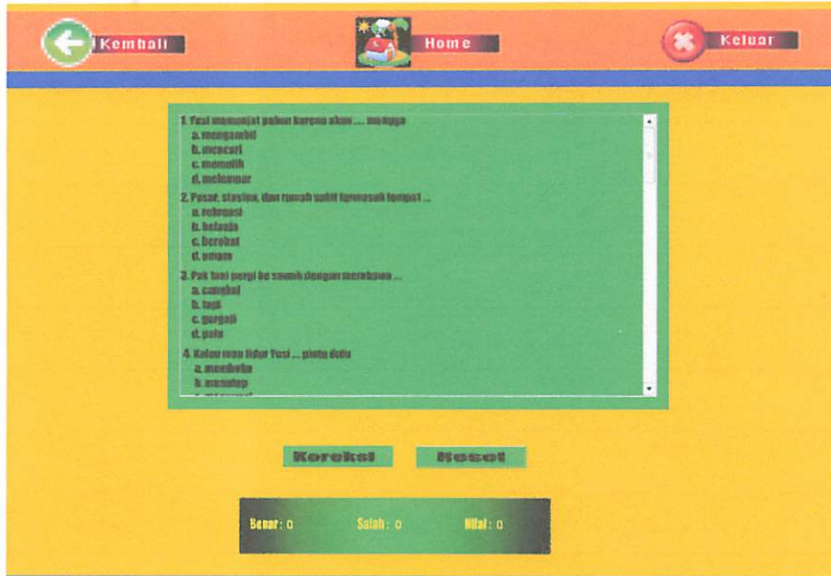 Kembali
Home
Keluar
1. Yusi memanjat pohon karena akan .... mangga
a. mengambil
b. mencuri
c. memetik
d. melempar
2. Pasar, stasiun, dan rumah sakit termasuk tempat ...
a. rekreasi
b. belanja
c. berobat
d. umum
3. Pak tani pergi ke sawah dengan membawa ...
a. cangkul
b. topi
c. gergaji
d. palu
4. Kalau mau tidur Yusi ... pintu dulu
a. membuka
b. menutup
Koreksi
Reset
Benar : 0
Salah : 0
Nilai : 0